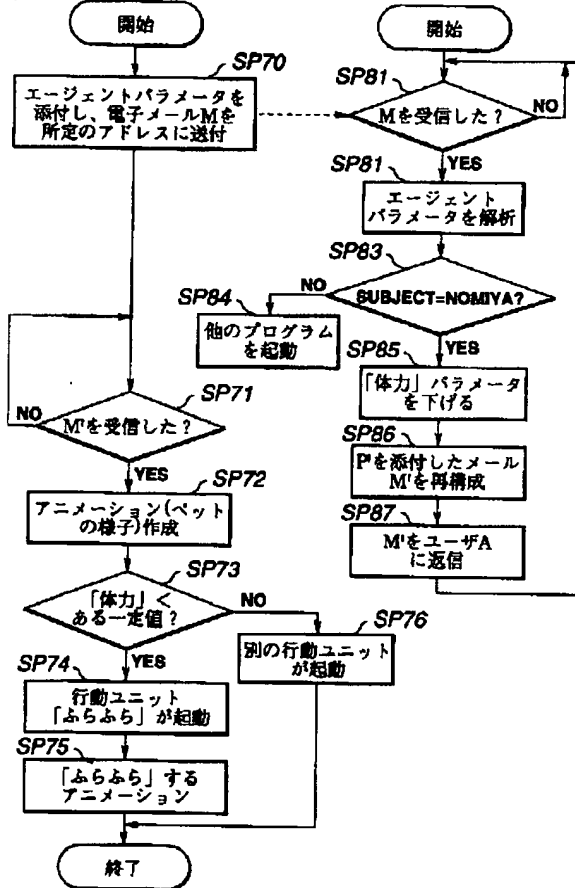 開始
SP70
エージェントパラメータを
添付し、電子メールMを
所定のアドレスに送付
NO
SP71
M'を受信した?
YES
SP72
アニメーション(ペット
の様子)作成
SP73
「体力」<
ある一定値?
NO
YES
SP76
別の行動ユニット
が起動
SP74
行動ユニット
「ふらふら」が起動
SP75
「ふらふら」する
アニメーション
終了
開始
SP81
Mを受信した?
NO
YES
SP81
エージェント
パラメータを解析
SP83
NO
SUBJECT=NOMIYA?
SP84
他のプログラム
を起動
YES
SP85
「体力」パラメータ
を下げる
SP86
P'を添付したメール
M'を再構成
SP87
M'をユーザA
に返信